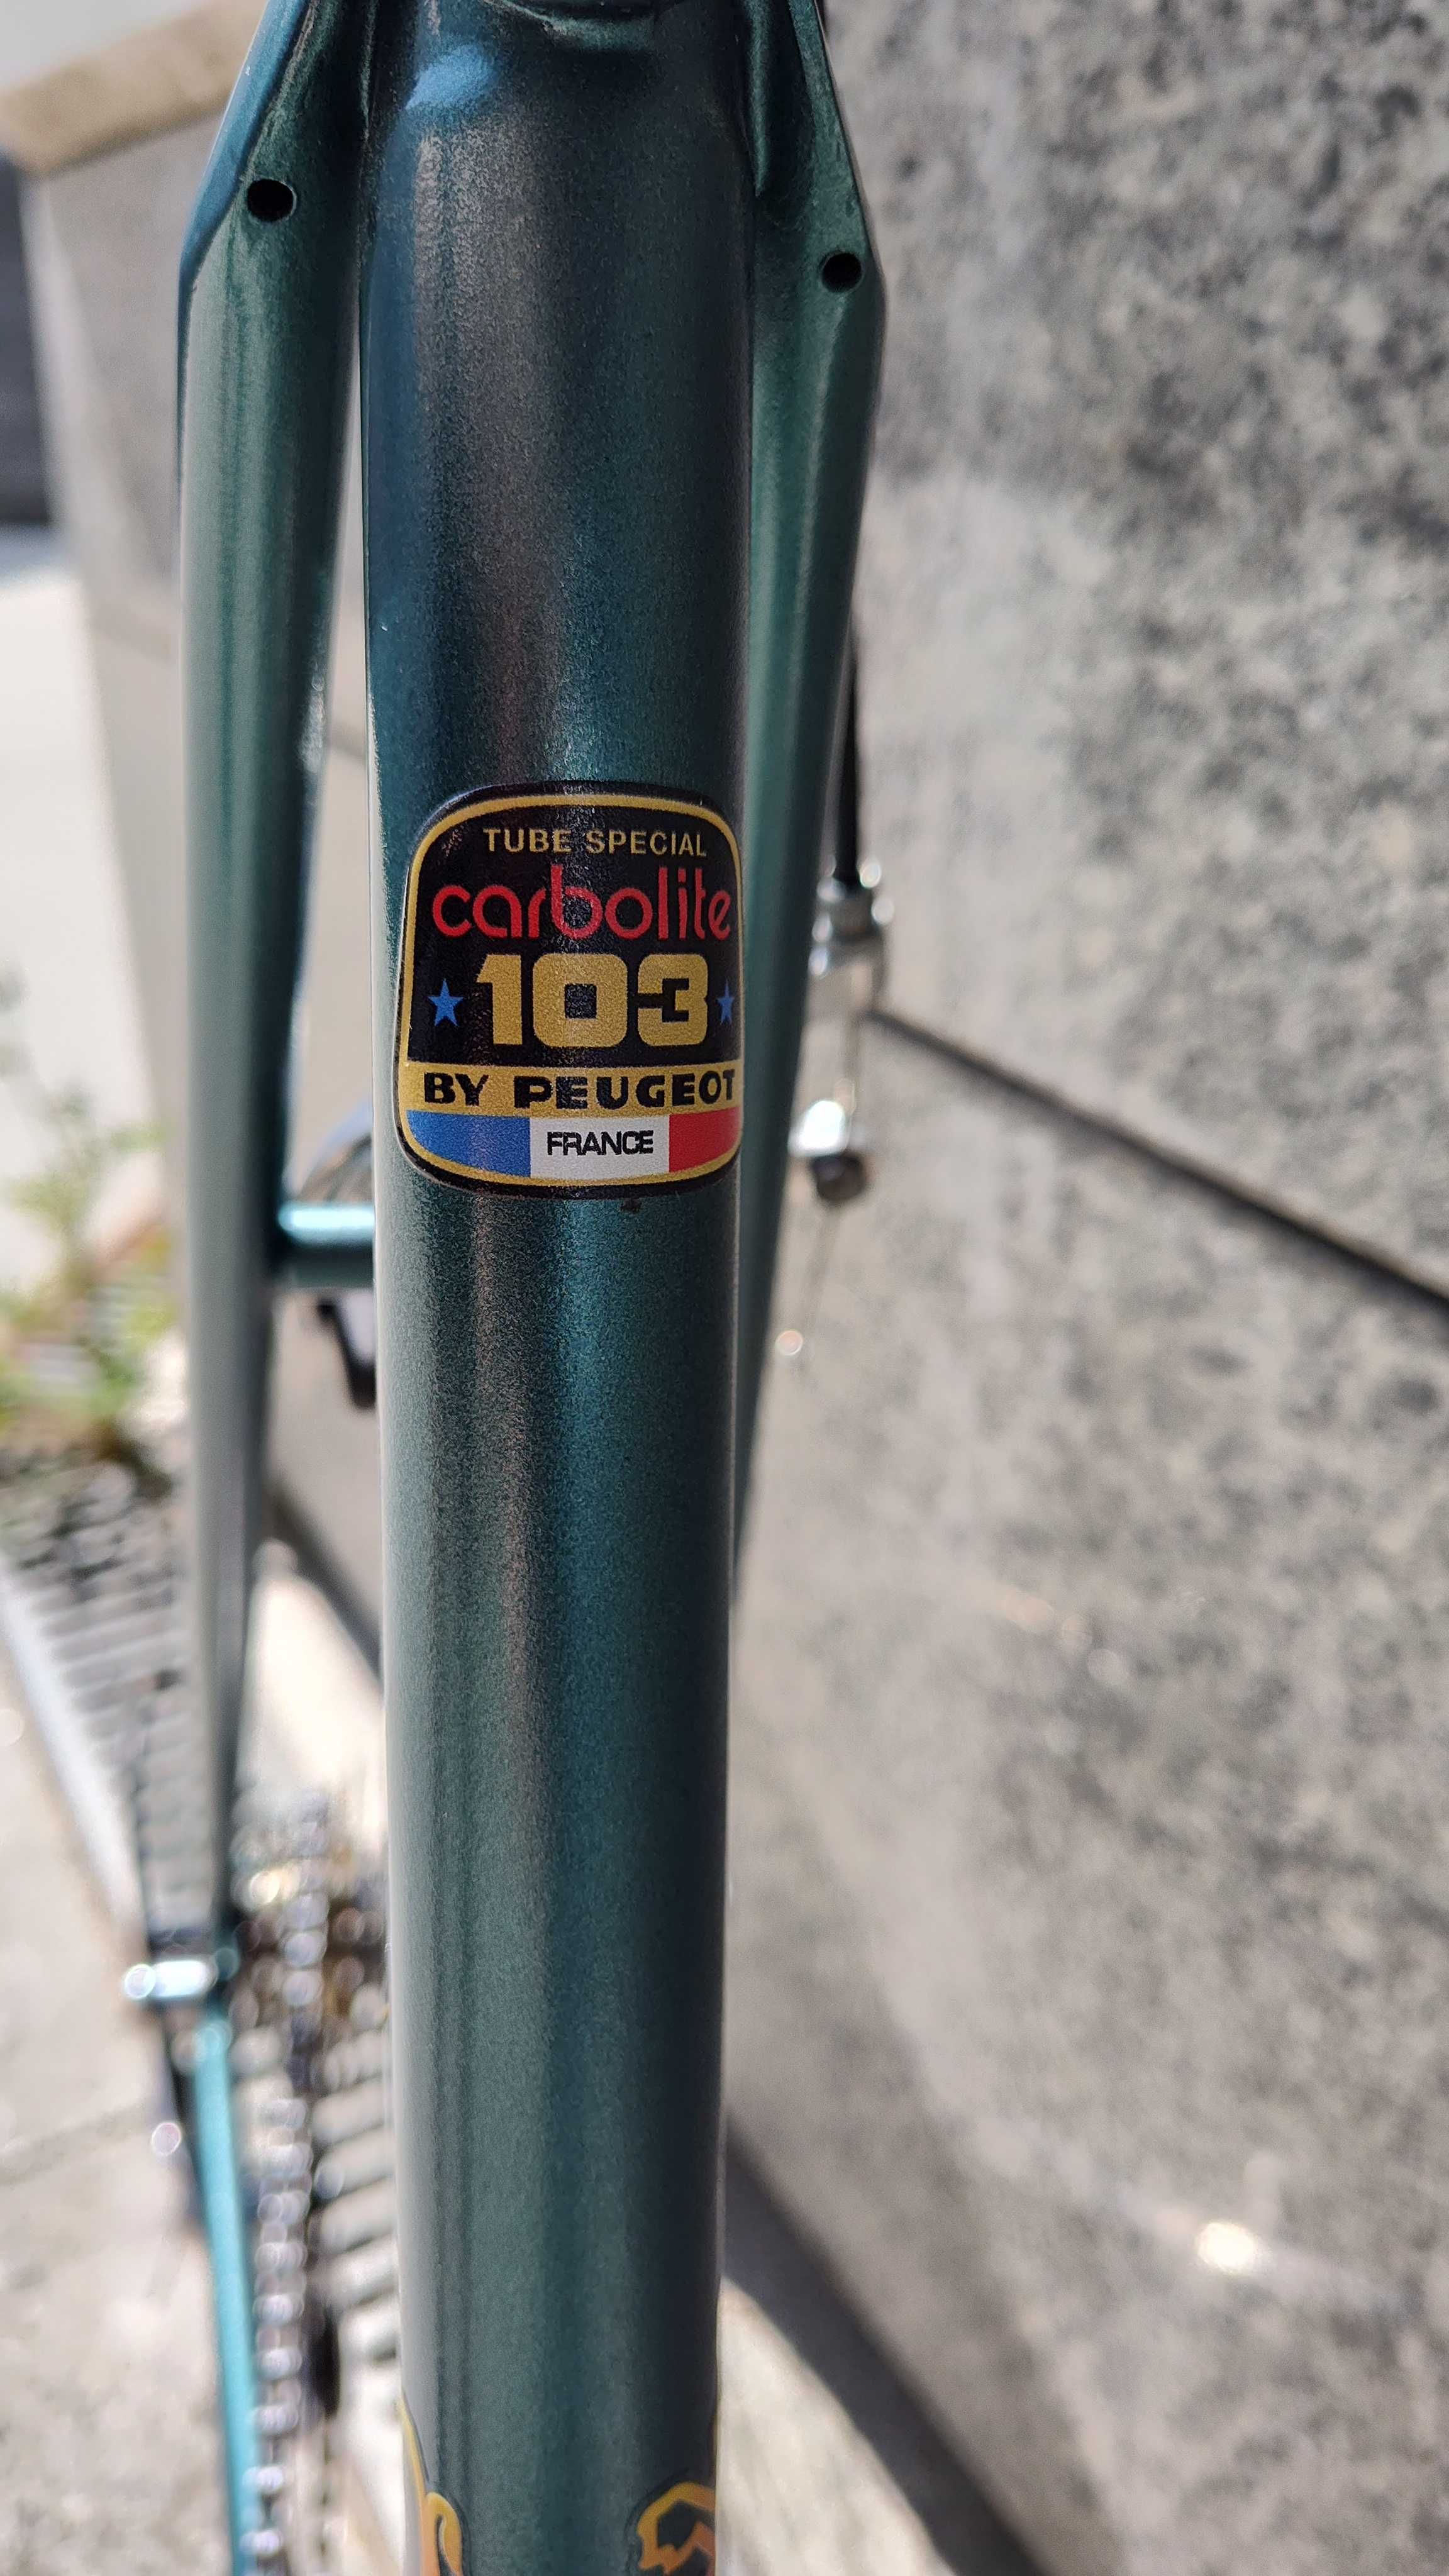 TUBE SPECIAL
carbolite
103
BY PEUGEOT
FRANCE